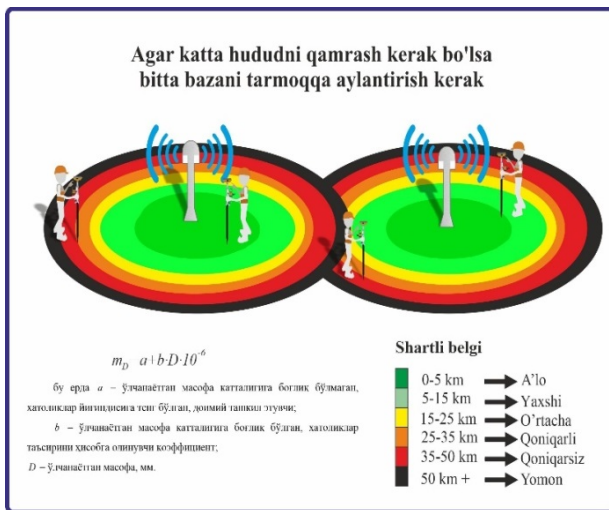 Agar katta hududni qamrash kerak bo'lsa
bitta bazani tarmoqqa aylantirish kerak
m_D a+b·D·10⁻⁶
бу ерда a – ўлчанаётган масофа катталигига боғлиқ бўлмаган,
хатоликлар йиғиндисига тенг бўлган, доимий ташкил этувчи;
b – ўлчанаётган масофа катталигига боғлиқ бўлган, хатоликлар
таъсирини ҳисобга олинувчи коэффициент;
D – ўлчанаётган масофа, мм.
Shartli belgi
0-5 km A'lo
5-15 km Yaxshi
15-25 km O'rtacha
25-35 km Qoniqarli
35-50 km Qoniqarsiz
50 km + Yomon